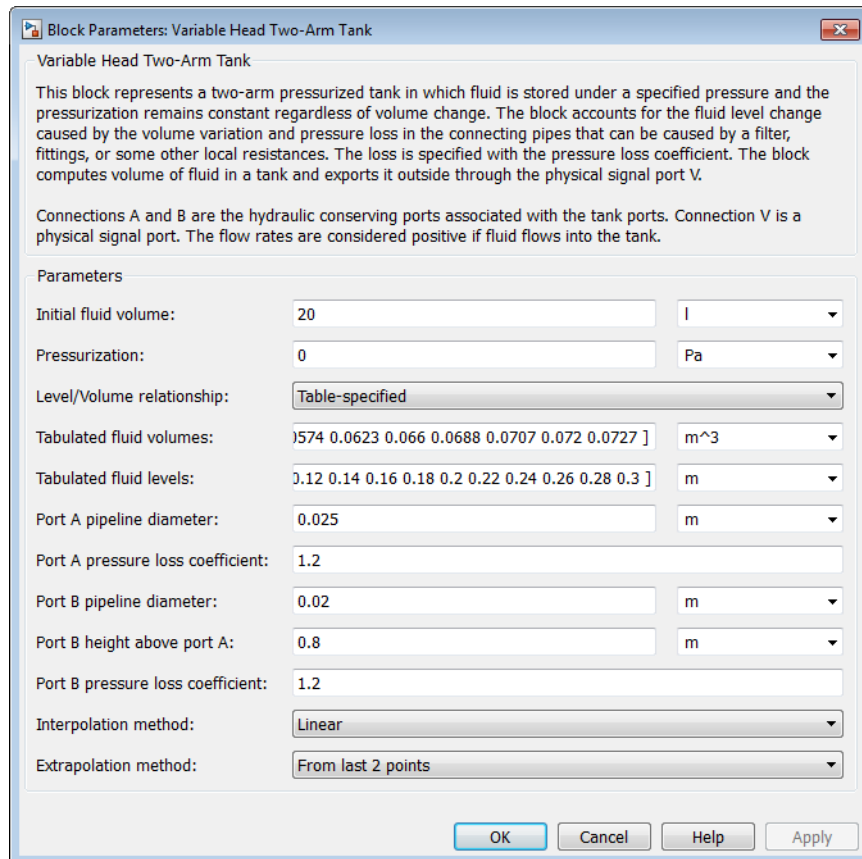 Block Parameters: Variable Head Two-Arm Tank
Variable Head Two-Arm Tank
This block represents a two-arm pressurized tank in which fluid is stored under a specified pressure and the
pressurization remains constant regardless of volume change. The block accounts for the fluid level change
caused by the volume variation and pressure loss in the connecting pipes that can be caused by a filter,
fittings, or some other local resistances. The loss is specified with the pressure loss coefficient. The block
computes volume of fluid in a tank and exports it outside through the physical signal port V.
Connections A and B are the hydraulic conserving ports associated with the tank ports. Connection V is a
physical signal port. The flow rates are considered positive if fluid flows into the tank.
Parameters
Initial fluid volume: 20 l
Pressurization: 0 Pa
Level/Volume relationship: Table-specified
Tabulated fluid volumes: 0574 0.0623 0.066 0.0688 0.0707 0.072 0.0727 ] m^3
Tabulated fluid levels: 0.12 0.14 0.16 0.18 0.2 0.22 0.24 0.26 0.28 0.3 ] m
Port A pipeline diameter: 0.025 m
Port A pressure loss coefficient: 1.2
Port B pipeline diameter: 0.02 m
Port B height above port A: 0.8 m
Port B pressure loss coefficient: 1.2
Interpolation method: Linear
Extrapolation method: From last 2 points
OK Cancel Help Apply